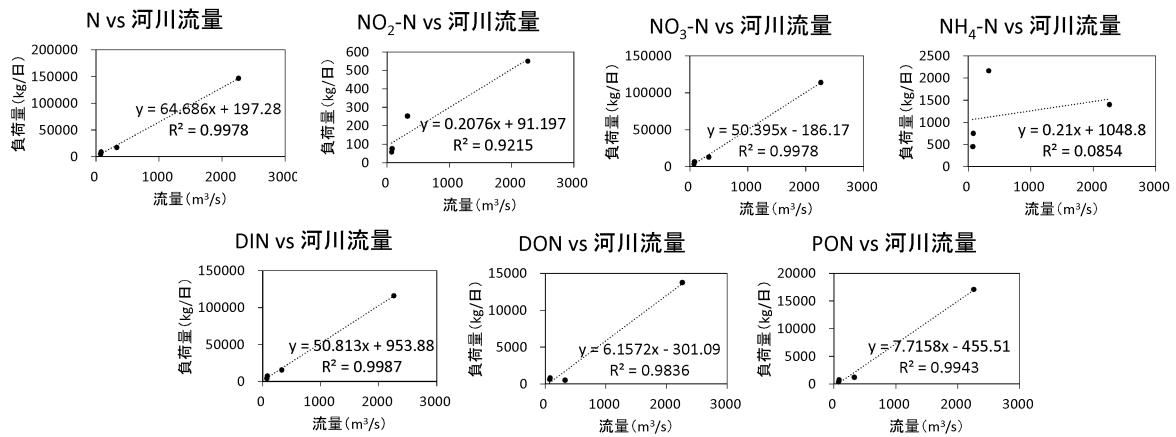 N vs 河川流量
負荷量(kg/日)
200000
150000
100000
50000
0
y = 64.686x + 197.28
R² = 0.9978
0 1000 2000 3000
流量(m³/s)
NO₂-N vs 河川流量
負荷量(kg/日)
600
500
400
300
200
100
0
y = 0.2076x + 91.197
R² = 0.9215
0 1000 2000 3000
流量(m³/s)
NO₃-N vs 河川流量
負荷量(kg/日)
150000
100000
50000
0
y = 50.395x - 186.17
R² = 0.9978
0 1000 2000 3000
流量(m³/s)
NH₄-N vs 河川流量
負荷量(kg/日)
2500
2000
1500
1000
500
0
y = 0.21x + 1048.8
R² = 0.0854
0 1000 2000 3000
流量(m³/s)
DIN vs 河川流量
負荷量(kg/日)
150000
100000
50000
0
y = 50.813x + 953.88
R² = 0.9987
0 1000 2000 3000
流量(m³/s)
DON vs 河川流量
負荷量(kg/日)
15000
10000
5000
0
y = 6.1572x - 301.09
R² = 0.9836
0 1000 2000 3000
流量(m³/s)
PON vs 河川流量
負荷量(kg/日)
20000
15000
10000
5000
0
y = 7.7158x - 455.51
R² = 0.9943
0 1000 2000 3000
流量(m³/s)